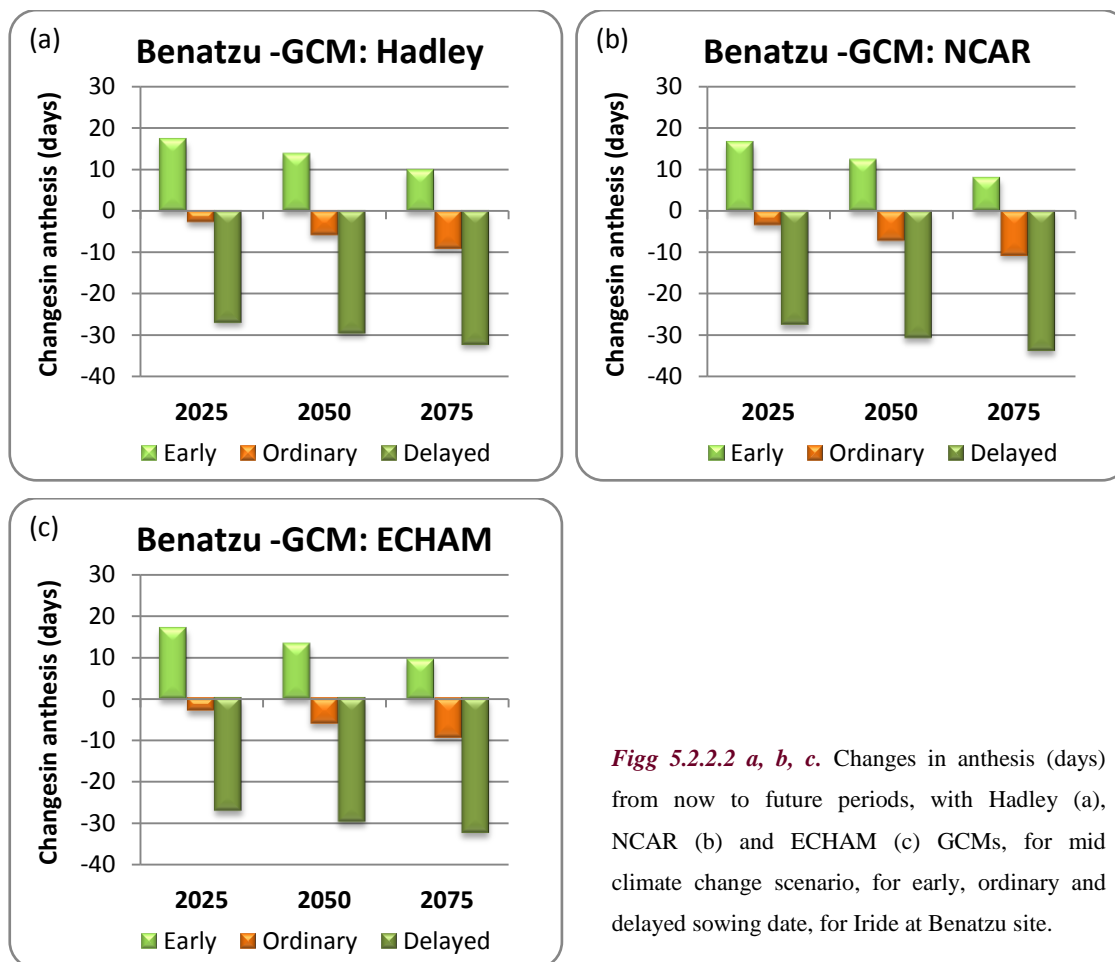 (a)
Benatzu -GCM: Hadley
Changesin anthesis (days)
30
20
10
0
-10
-20
-30
-40
2025 2050 2075
Early Ordinary Delayed
(b)
Benatzu -GCM: NCAR
Changesin anthesis (days)
30
20
10
0
-10
-20
-30
-40
2025 2050 2075
Early Ordinary Delayed
(c)
Benatzu -GCM: ECHAM
Changesin anthesis (days)
30
20
10
0
-10
-20
-30
-40
2025 2050 2075
Early Ordinary Delayed
Figg 5.2.2.2 a, b, c. Changes in anthesis (days)
from now to future periods, with Hadley (a),
NCAR (b) and ECHAM (c) GCMs, for mid
climate change scenario, for early, ordinary and
delayed sowing date, for Iride at Benatzu site.